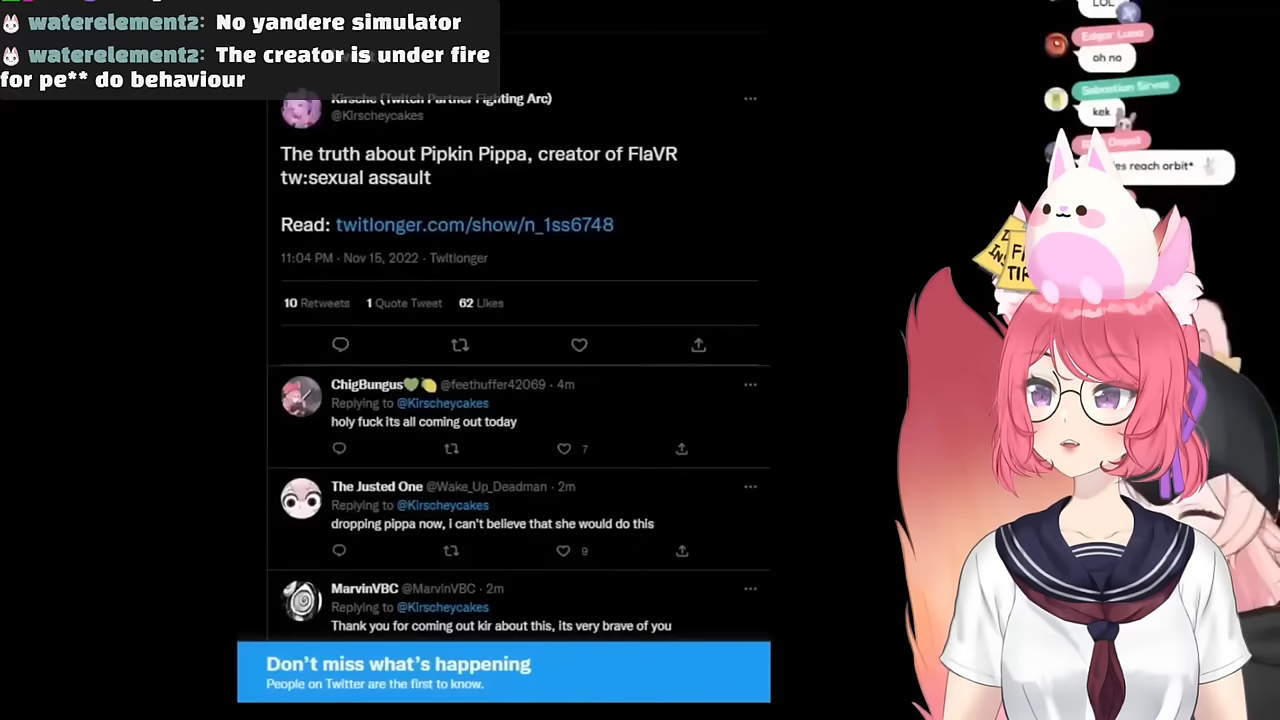 waterelement2: No yandere simulator
waterelement2: The creator is under fire
for pe** do behaviour
Kirsche (Twitch Partner Fighting Arc)
@Kirscheycakes
The truth about Pipkin Pippa, creator of FlaVR
tw:sexual assault
Read: twitlonger.com/show/n_1ss6748
11:04 PM · Nov 15, 2022 · Twitlonger
10 Retweets 1 Quote Tweet 62 Likes
ChigBungus💚🍋 @feethuffer42069 · 4m
Replying to @Kirscheycakes
holy fuck its all coming out today
7
The Justed One @Wake_Up_Deadman · 2m
Replying to @Kirscheycakes
dropping pippa now, i can't believe that she would do this
9
MarvinVBC @MarvinVBC · 2m
Replying to @Kirscheycakes
Thank you for coming out kir about this, its very brave of you
Don't miss what's happening
People on Twitter are the first to know.
LOL
Edgar Luna
oh no
Sebastian
kek
Depot
reach orbit*